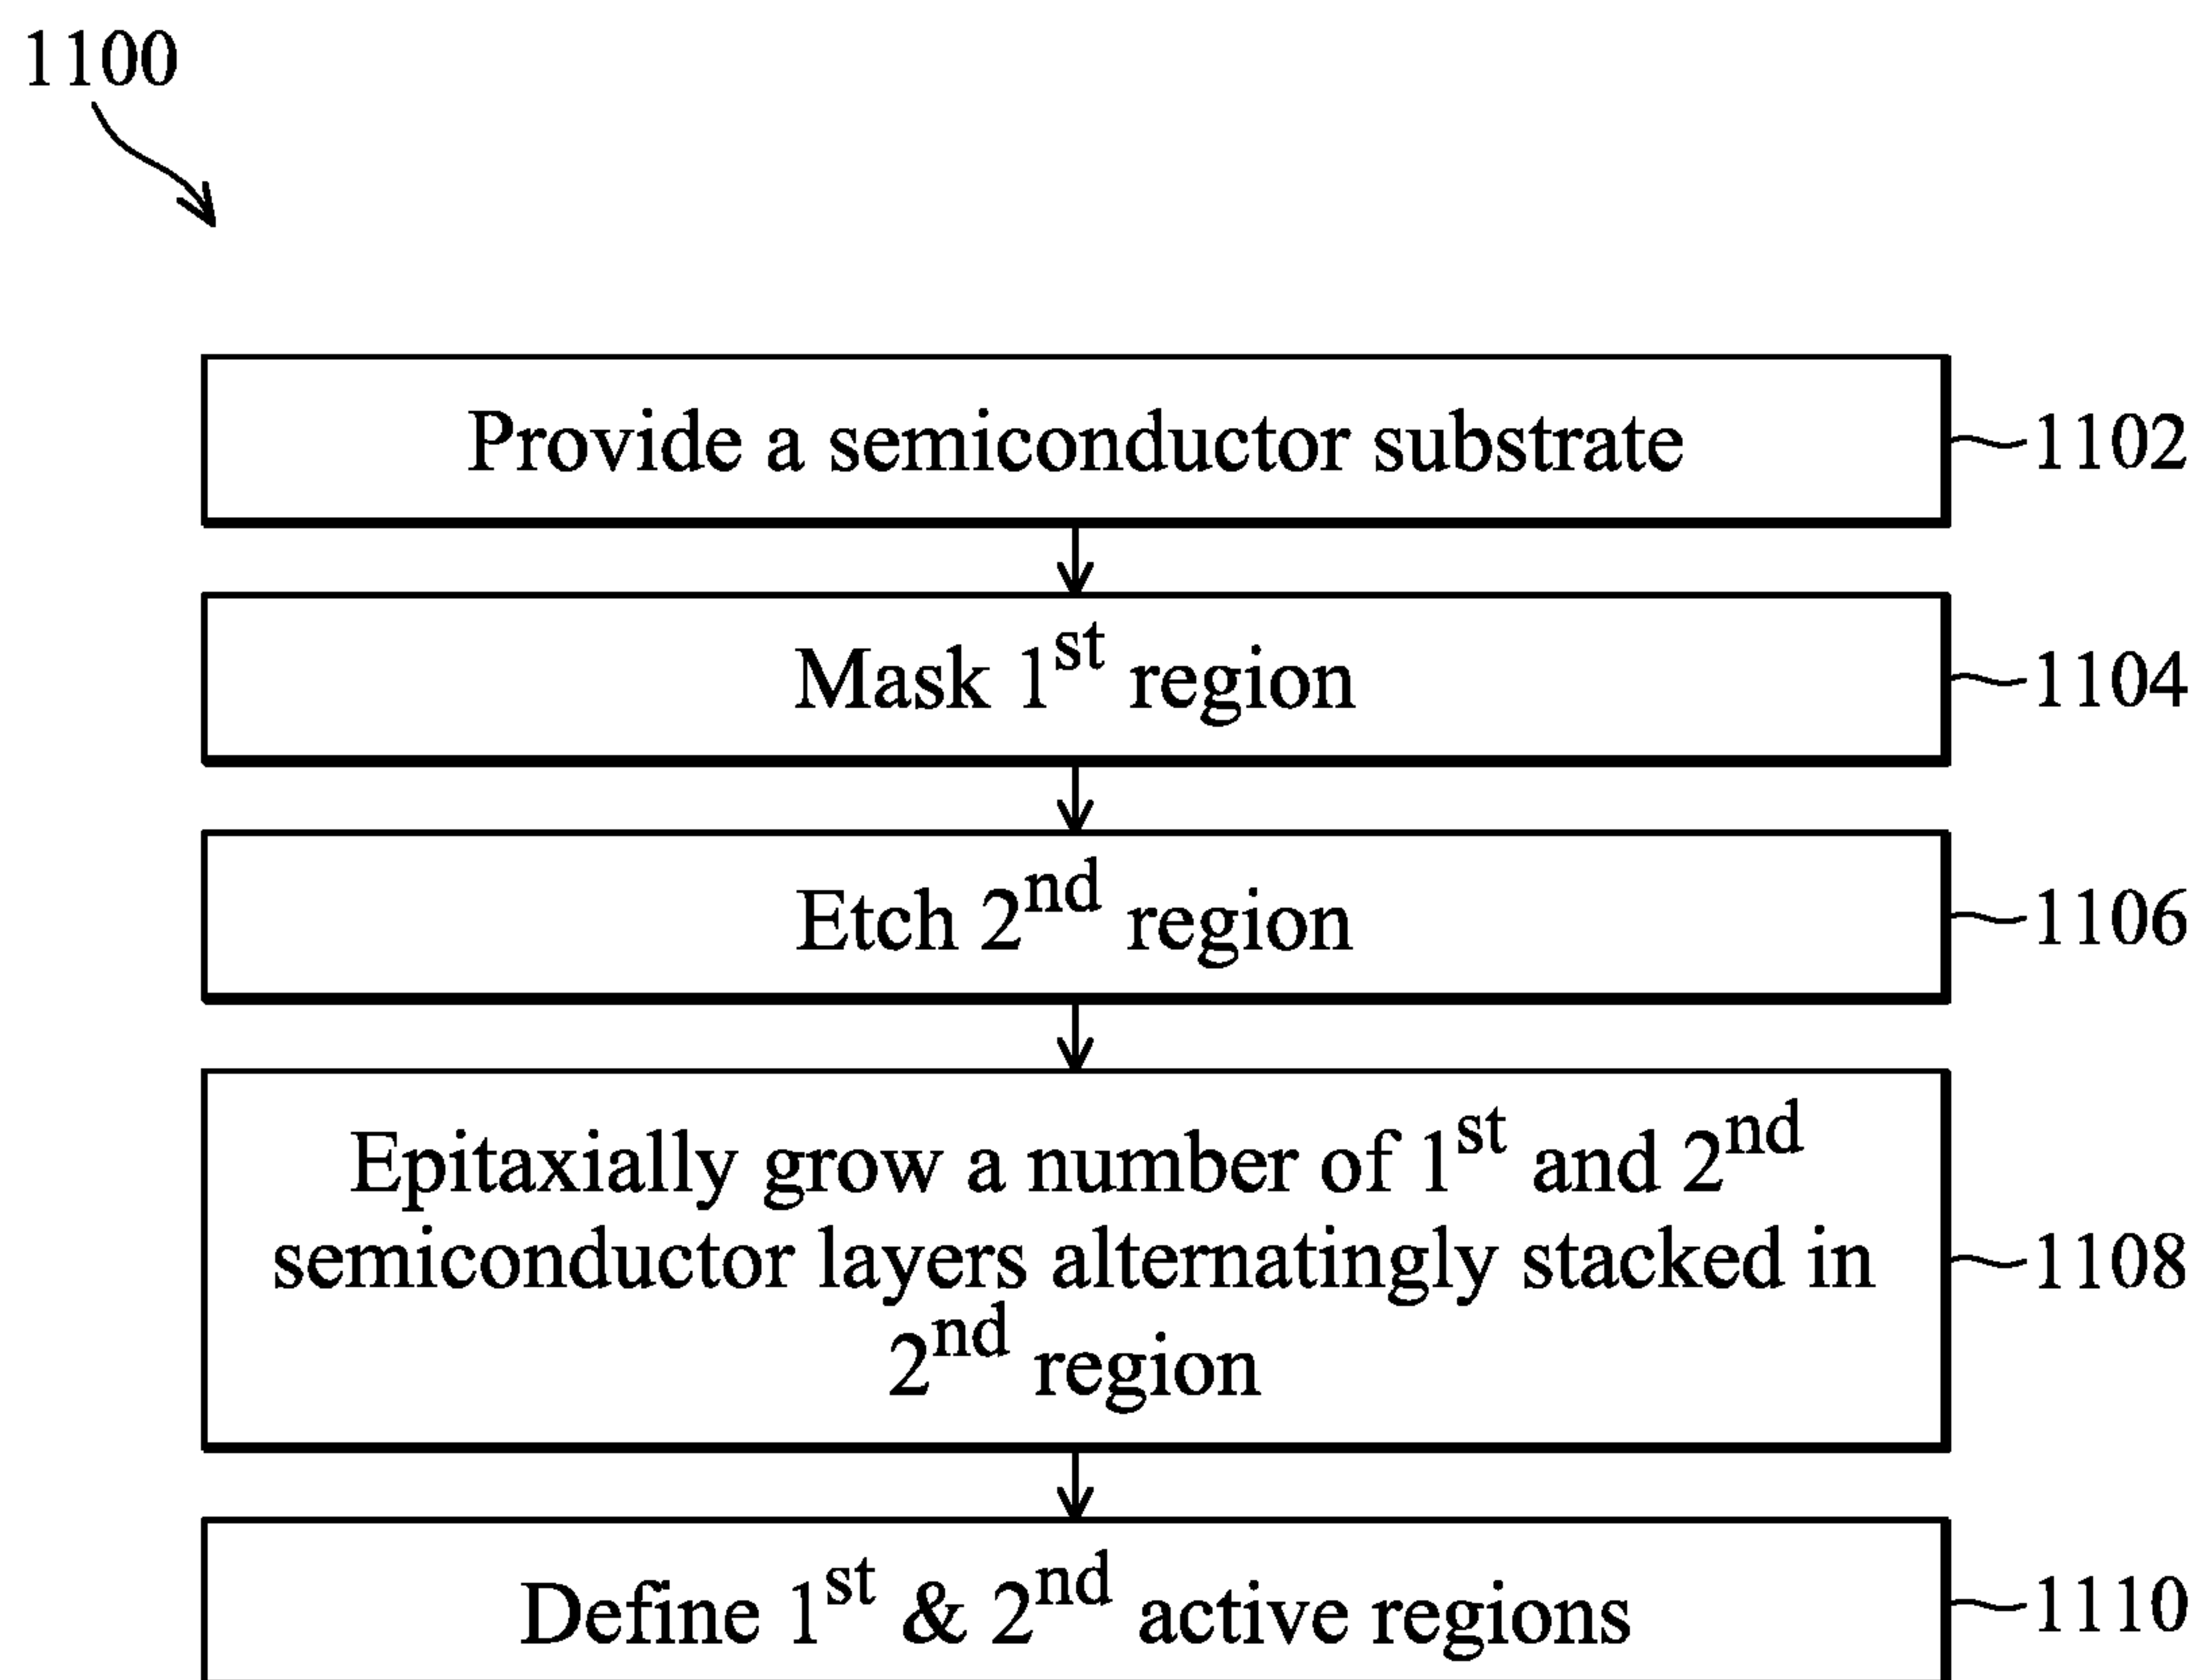 1100
Provide a semiconductor substrate
1102
Mask 1st region
1104
Etch 2nd region
1106
Epitaxially grow a number of 1st and 2nd
semiconductor layers alternatingly stacked in
2nd region
1108
Define 1st & 2nd active regions
1110